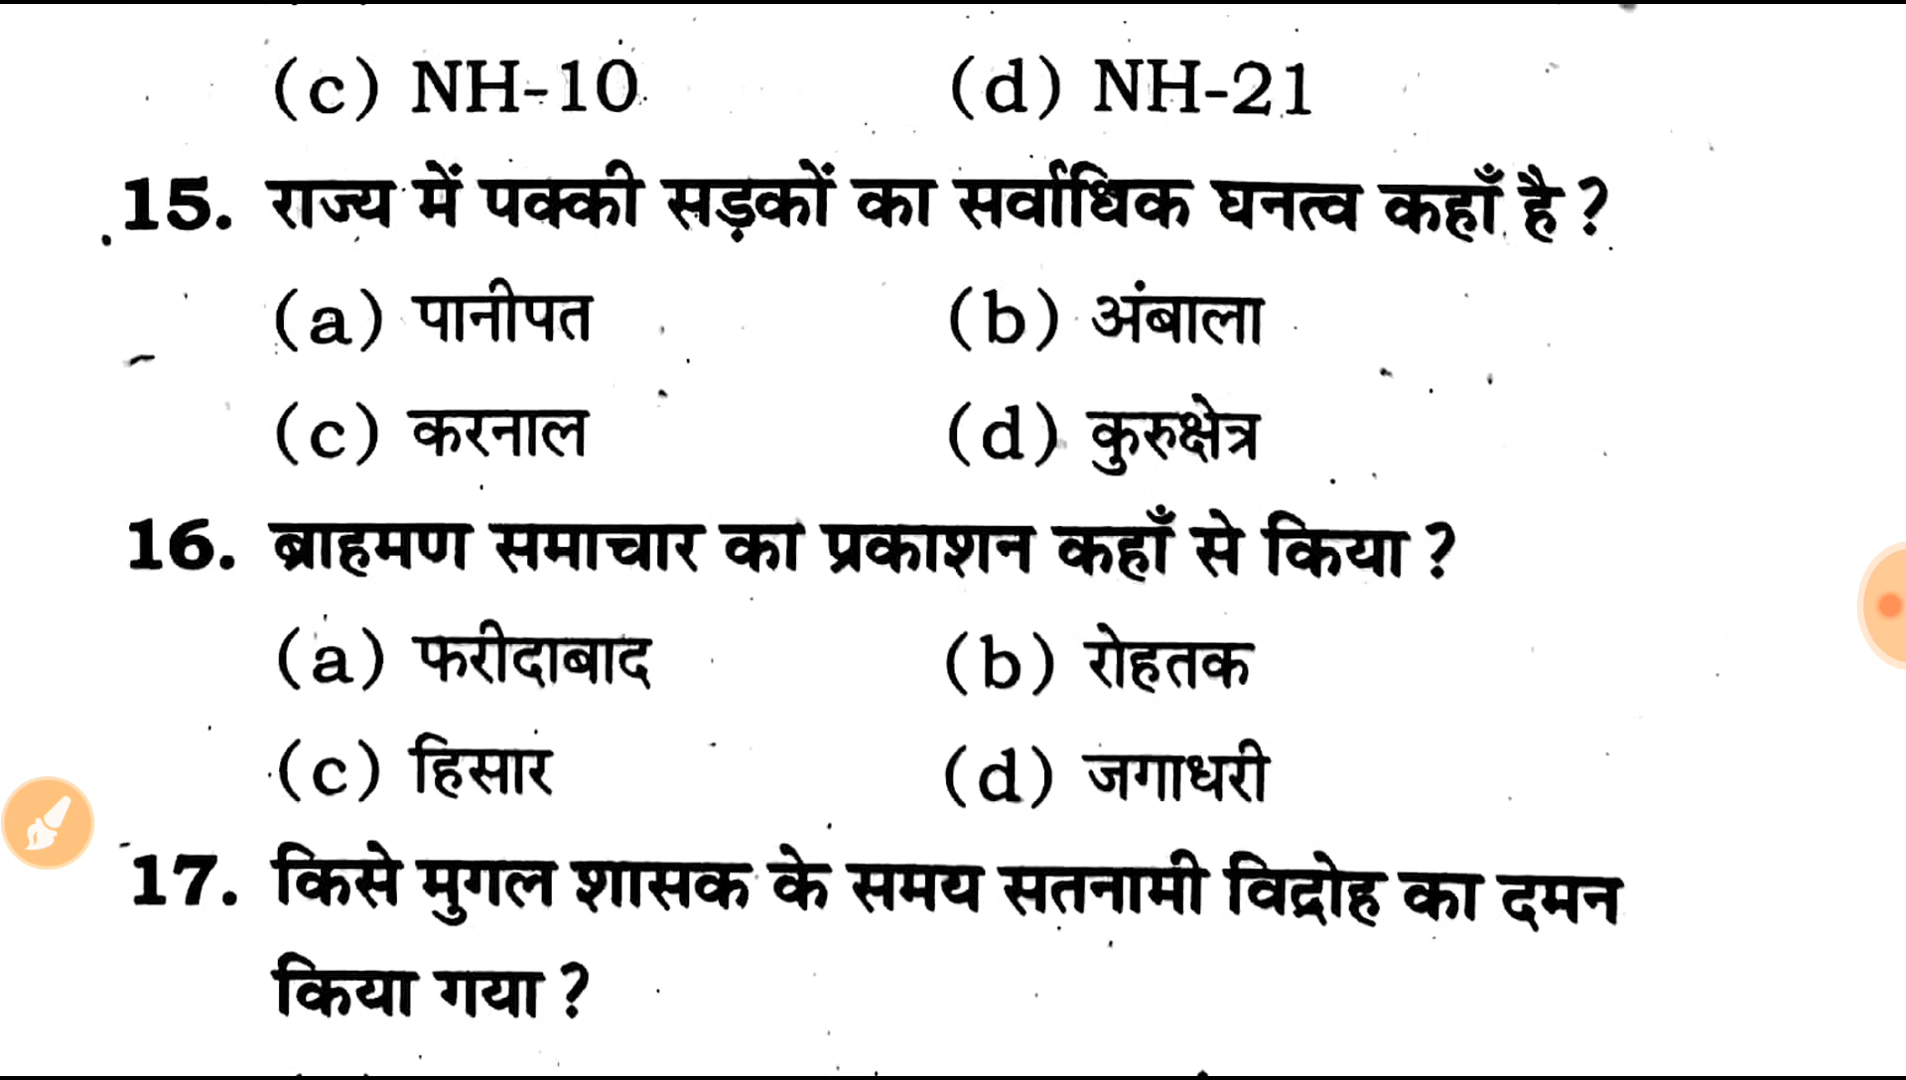 (c) NH-10 (d) NH-21
15. राज्य में पक्की सड़कों का सर्वाधिक घनत्व कहाँ है ?
(a) पानीपत (b) अंबाला
(c) करनाल (d) कुरुक्षेत्र
16. ब्राहमण समाचार का प्रकाशन कहाँ से किया ?
(a) फरीदाबाद (b) रोहतक
(c) हिसार (d) जगाधरी
17. किसे मुगल शासक के समय सतनामी विद्रोह का दमन
किया गया ?